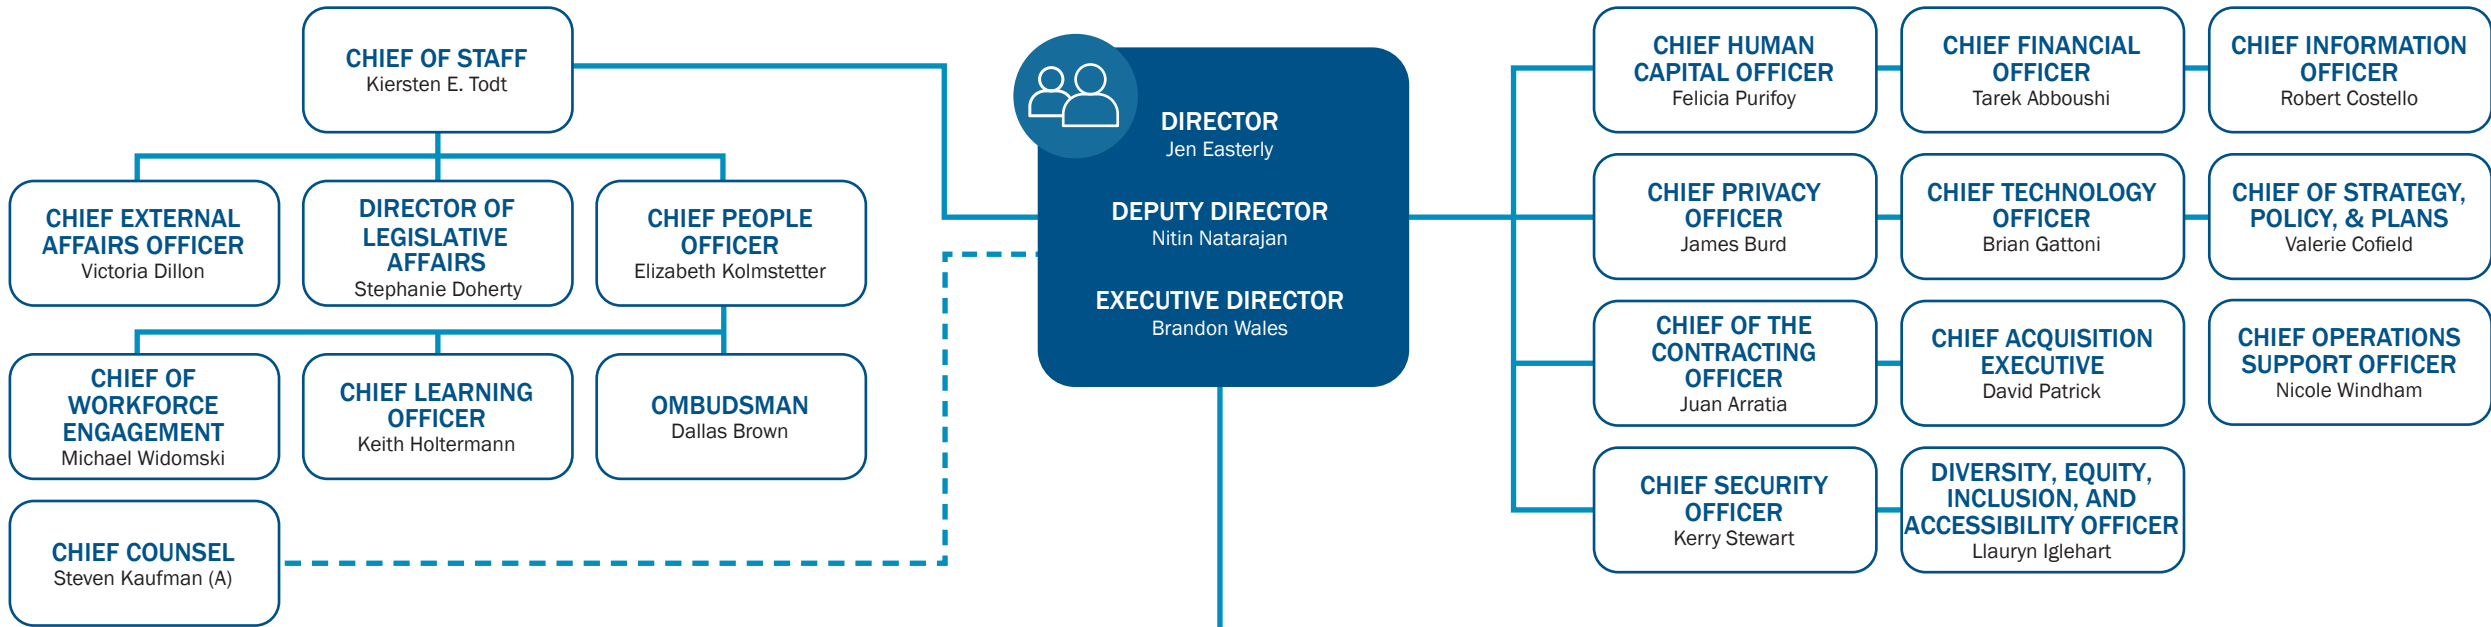 CHIEF OF STAFF
Kiersten E. Todt
CHIEF EXTERNAL
AFFAIRS OFFICER
Victoria Dillon
DIRECTOR OF
LEGISLATIVE
AFFAIRS
Stephanie Doherty
CHIEF PEOPLE
OFFICER
Elizabeth Kolmstetter
CHIEF OF
WORKFORCE
ENGAGEMENT
Michael Widomski
CHIEF LEARNING
OFFICER
Keith Holtermann
OMBUDSMAN
Dallas Brown
CHIEF COUNSEL
Steven Kaufman (A)
DIRECTOR
Jen Easterly
DEPUTY DIRECTOR
Nitin Natarajan
EXECUTIVE DIRECTOR
Brandon Wales
CHIEF HUMAN
CAPITAL OFFICER
Felicia Purifoy
CHIEF FINANCIAL
OFFICER
Tarek Abboushi
CHIEF INFORMATION
OFFICER
Robert Costello
CHIEF PRIVACY
OFFICER
James Burd
CHIEF TECHNOLOGY
OFFICER
Brian Gattoni
CHIEF OF STRATEGY,
POLICY, & PLANS
Valerie Cofield
CHIEF OF THE
CONTRACTING
OFFICER
Juan Arratia
CHIEF ACQUISITION
EXECUTIVE
David Patrick
CHIEF OPERATIONS
SUPPORT OFFICER
Nicole Windham
CHIEF SECURITY
OFFICER
Kerry Stewart
DIVERSITY, EQUITY,
INCLUSION, AND
ACCESSIBILITY OFFICER
Llauryn Iglehart